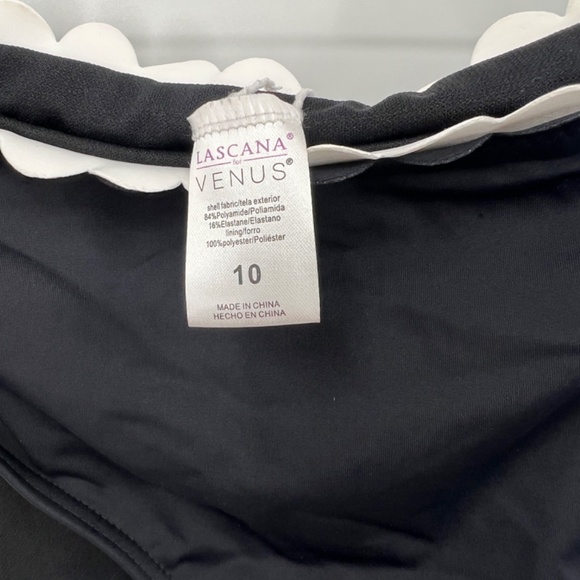 LASCANA®
for
VENUS®
shell fabric/tela exterior
84%Polyamide/Poliamida
16%Elastane/Elastano
lining/forro
100%polyester/Poliéster
10
MADE IN CHINA
HECHO EN CHINA